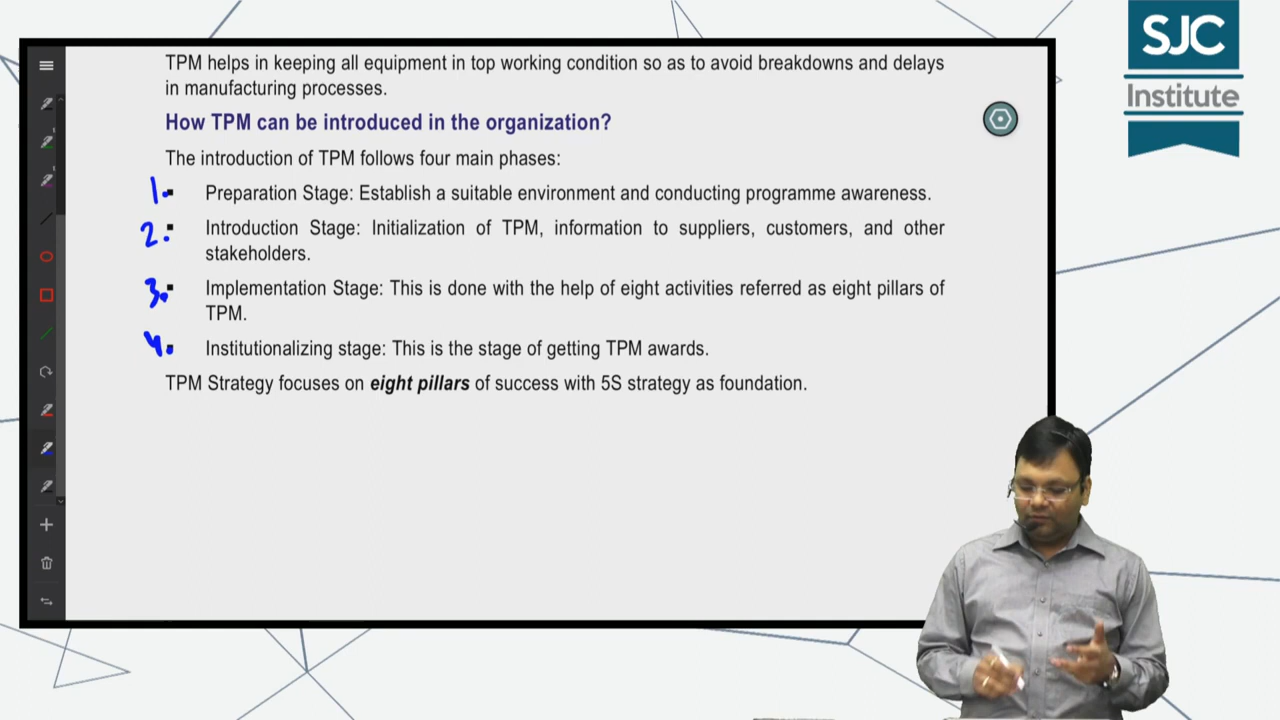 SJC
Institute
TPM helps in keeping all equipment in top working condition so as to avoid breakdowns and delays
in manufacturing processes.
How TPM can be introduced in the organization?
The introduction of TPM follows four main phases:
1. ▪ Preparation Stage: Establish a suitable environment and conducting programme awareness.
2. ▪ Introduction Stage: Initialization of TPM, information to suppliers, customers, and other
stakeholders.
3. ▪ Implementation Stage: This is done with the help of eight activities referred as eight pillars of
TPM.
4. ▪ Institutionalizing stage: This is the stage of getting TPM awards.
TPM Strategy focuses on eight pillars of success with 5S strategy as foundation.